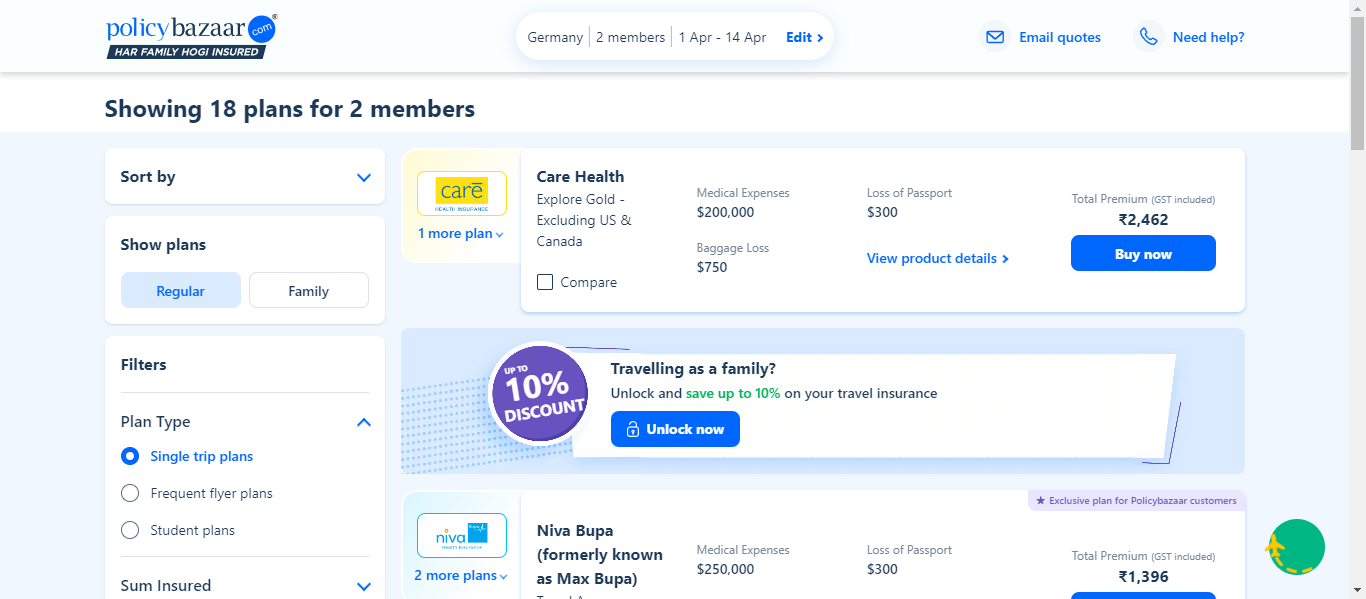 policybazaar.com
HAR FAMILY HOGI INSURED
Germany | 2 members | 1 Apr - 14 Apr Edit
Email quotes
Need help?
Showing 18 plans for 2 members
Sort by
Show plans
Regular
Family
Filters
Plan Type
Single trip plans
Frequent flyer plans
Student plans
Sum Insured
care
HEALTH INSURANCE
1 more plan
Care Health
Explore Gold -
Excluding US &
Canada
Compare
Medical Expenses
$200,000
Baggage Loss
$750
Loss of Passport
$300
View product details
Total Premium (GST included)
₹2,462
Buy now
UP TO
10%
DISCOUNT
Travelling as a family?
Unlock and save up to 10% on your travel insurance
Unlock now
Exclusive plan for Policybazaar customers
niva
Bupa
Health Insurance
2 more plans
Niva Bupa
(formerly known
as Max Bupa)
Medical Expenses
$250,000
Loss of Passport
$300
Total Premium (GST included)
₹1,396